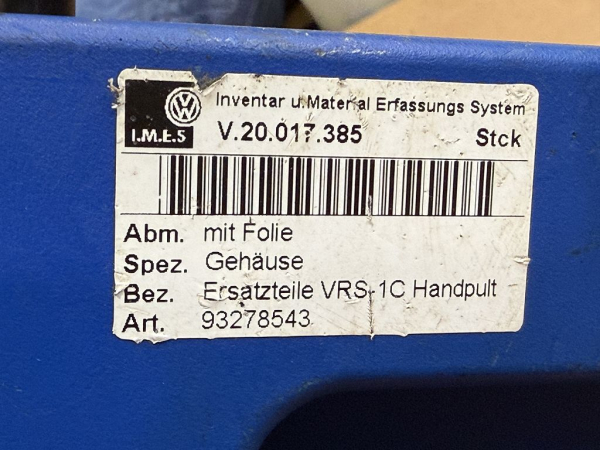 Inventar u.Material Erfassungs System
I.M.E.S
V.20.017.385 Stck
Abm. mit Folie
Spez. Gehäuse
Bez. Ersatzteile VRS-1C Handpult
Art. 93278543